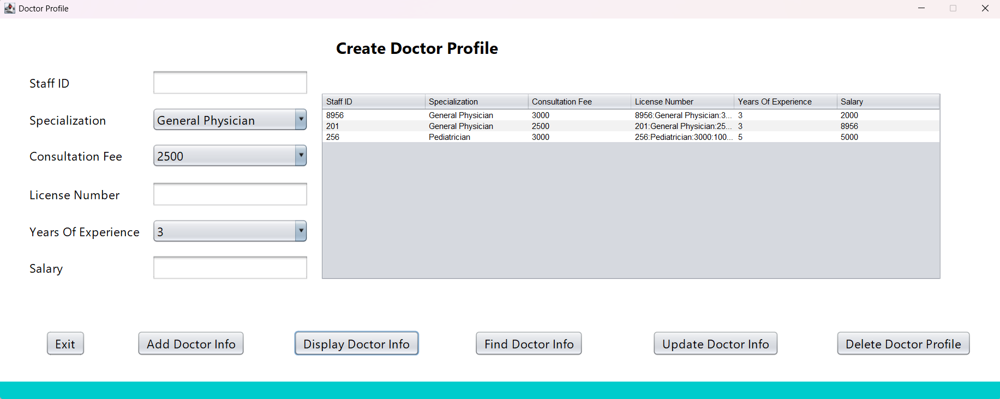 Doctor Profile
Create Doctor Profile
Staff ID
Specialization
General Physician
Consultation Fee
2500
License Number
Years Of Experience
3
Salary
Staff ID Specialization Consultation Fee License Number Years Of Experience Salary
8956 General Physician 3000 8956:General Physician:3... 3 2000
201 General Physician 2500 201:General Physician:25... 3 8956
256 Pediatrician 3000 256:Pediatrician:3000:100... 5 5000
Exit Add Doctor Info Display Doctor Info Find Doctor Info Update Doctor Info Delete Doctor Profile